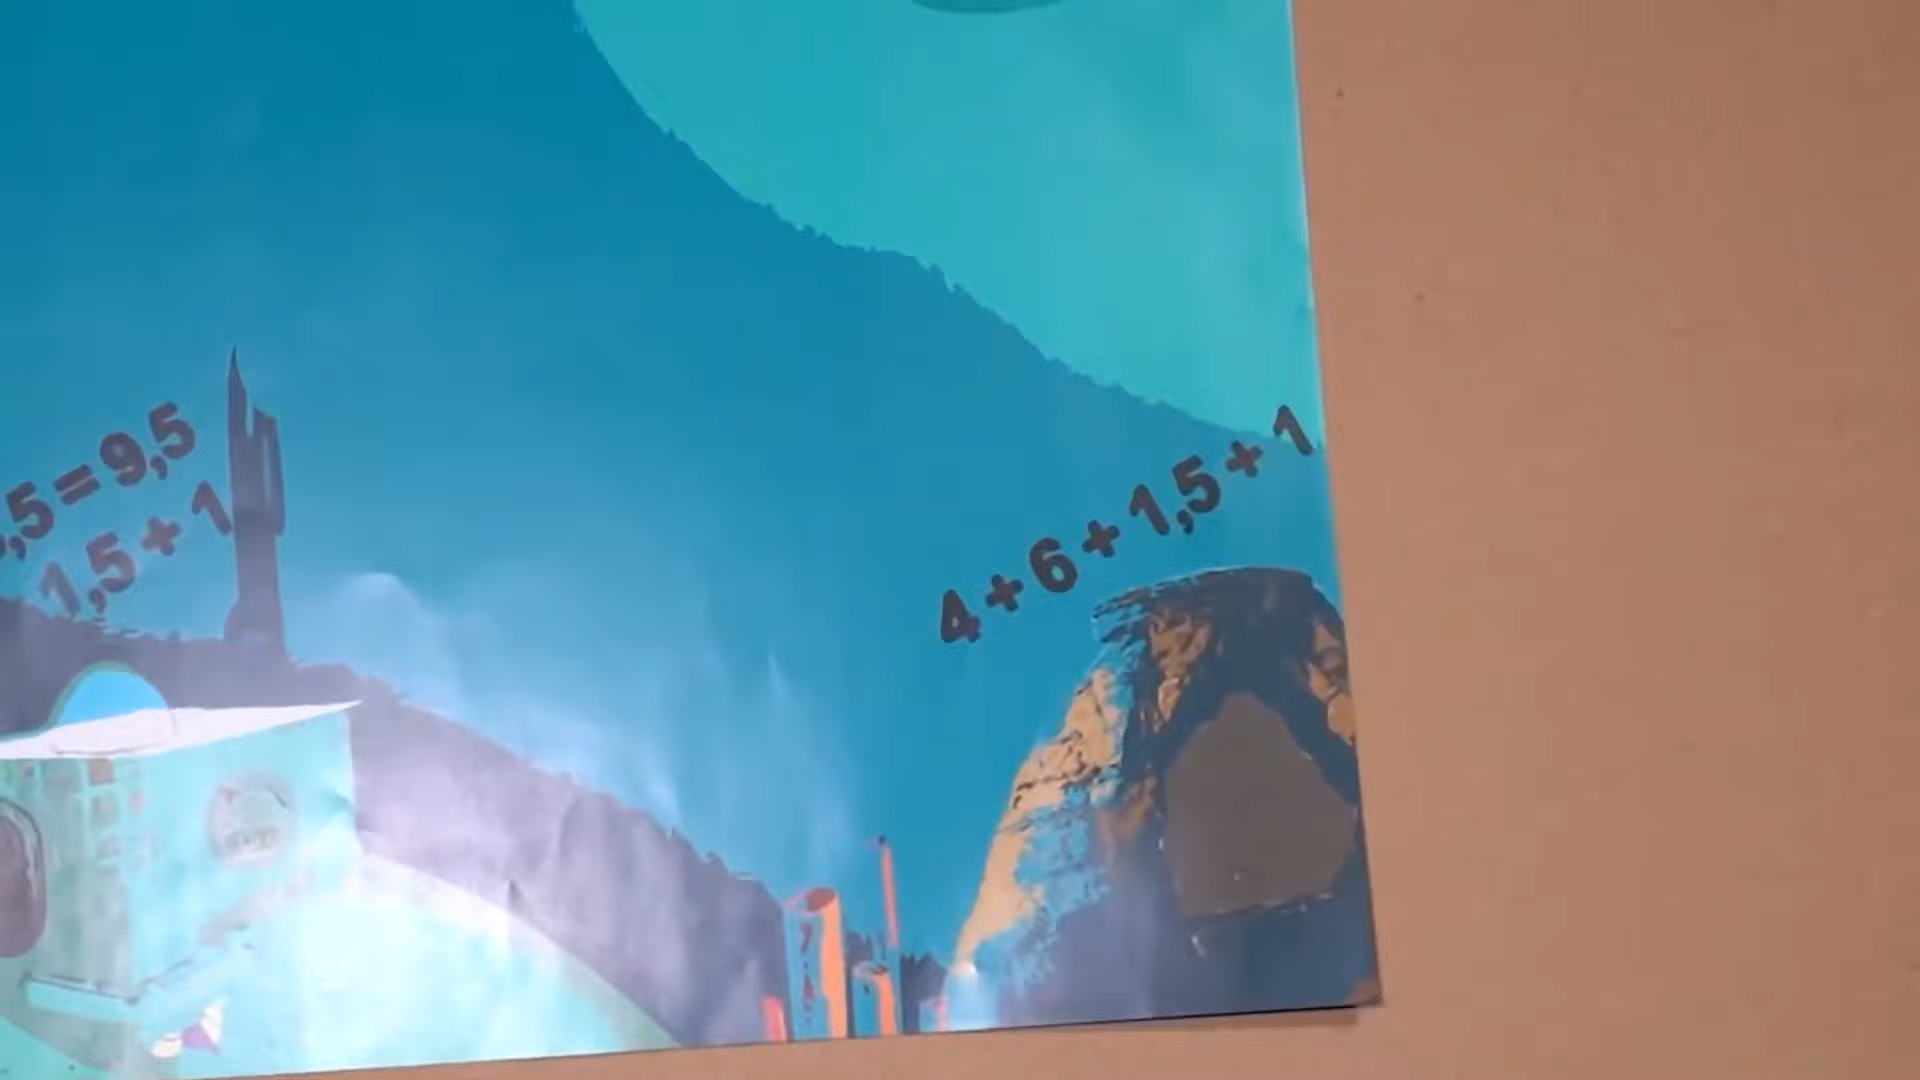 ,5 = 9,5
1,5 + 1
4 + 6 + 1,5 + 1